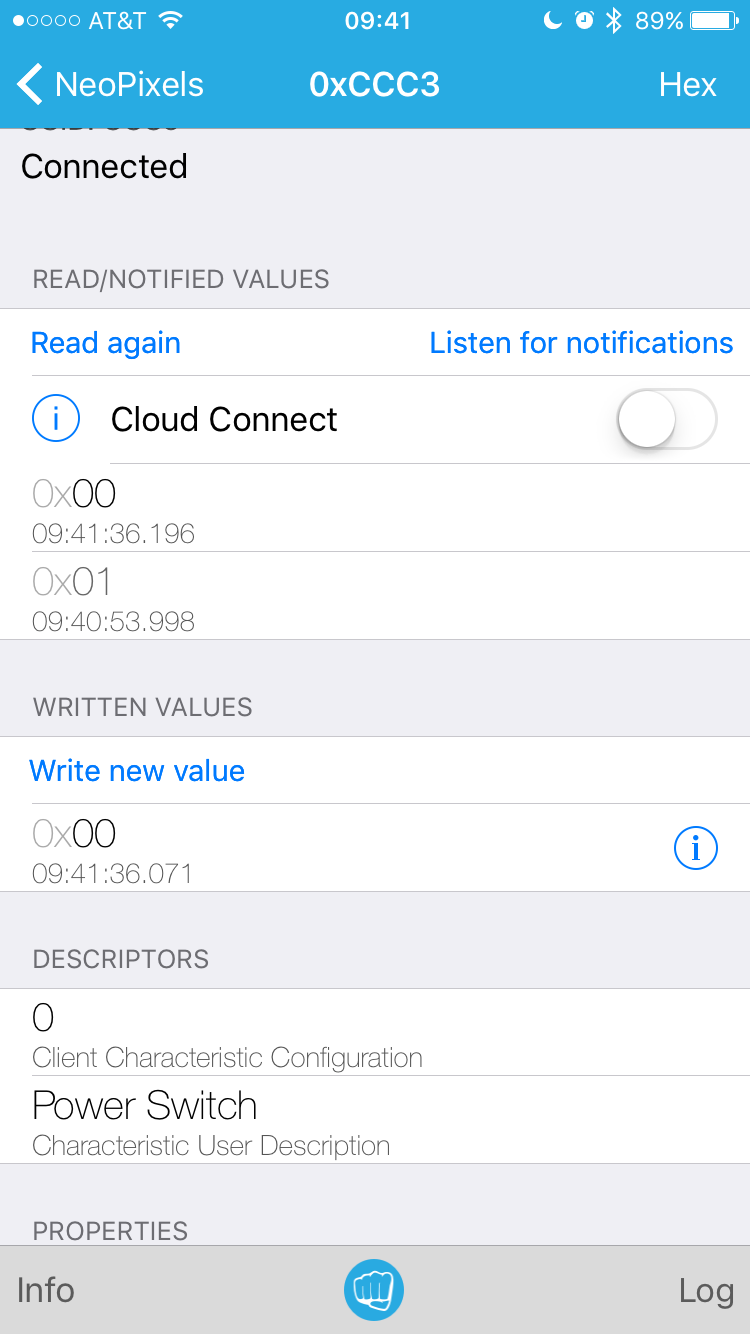 AT&T 09:41 89%
NeoPixels 0xCCC3 Hex
Connected
READ/NOTIFIED VALUES
Read again Listen for notifications
i Cloud Connect
0x00
09:41:36.196
0x01
09:40:53.998
WRITTEN VALUES
Write new value
0x00
i
09:41:36.071
DESCRIPTORS
0
Client Characteristic Configuration
Power Switch
Characteristic User Description
PROPERTIES
Info Log